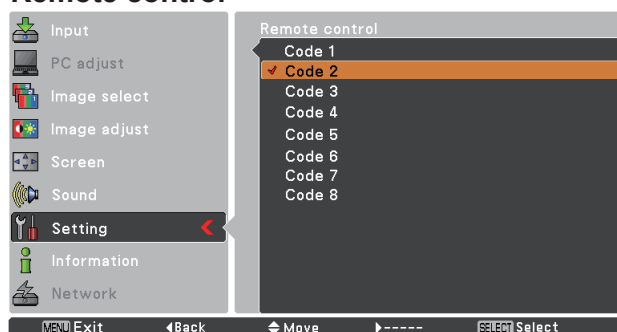 Remote control
Input
PC adjust
Image select
Image adjust
Screen
Sound
Setting
Information
Network
Remote control
Code 1
Code 2
Code 3
Code 4
Code 5
Code 6
Code 7
Code 8
MENU Exit ◀Back Move ▶----- SELECT Select